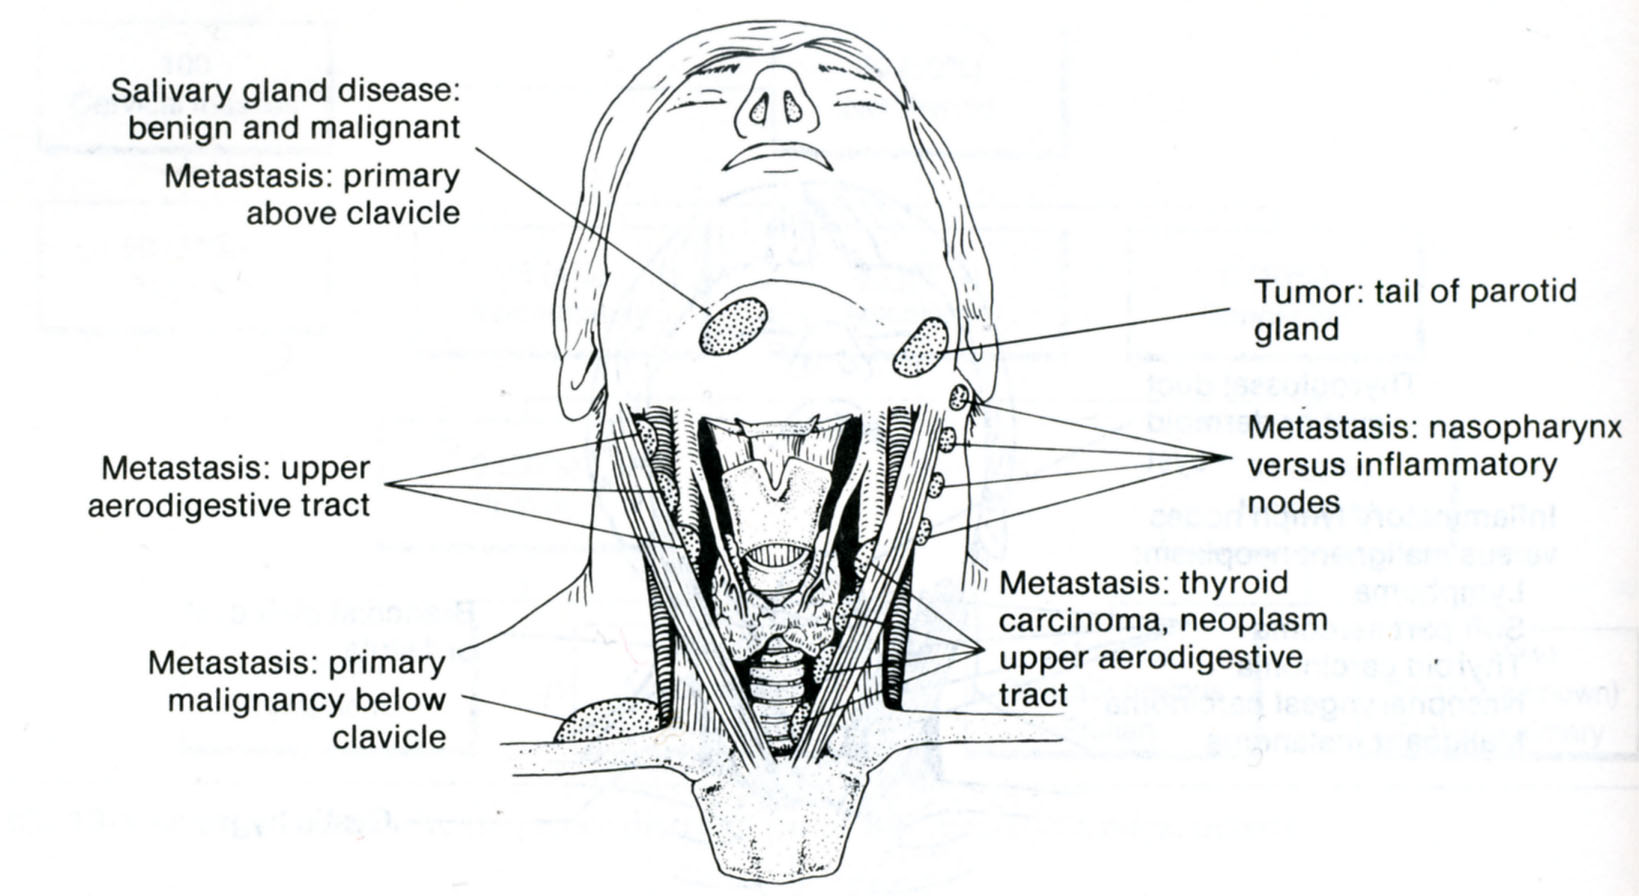 Salivary gland disease:
benign and malignant
Metastasis: primary
above clavicle
Tumor: tail of parotid
gland
Metastasis: upper
aerodigestive tract
Metastasis: nasopharynx
versus inflammatory
nodes
Metastasis: thyroid
carcinoma, neoplasm
upper aerodigestive
tract
Metastasis: primary
malignancy below
clavicle